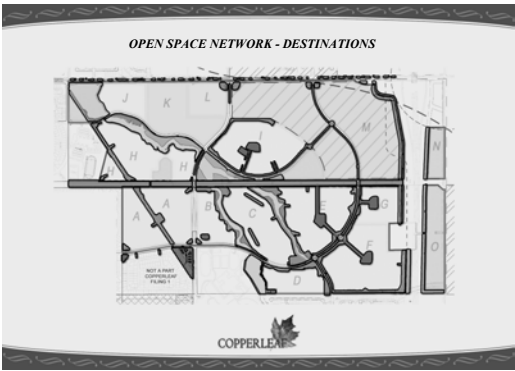 OPEN SPACE NETWORK - DESTINATIONS
J
K
L
M
I
N
H
H
H
A
A
B
C
E
G
F
O
D
NOT A PART
COPPERLEAF
FILING 1
COPPERLEAF